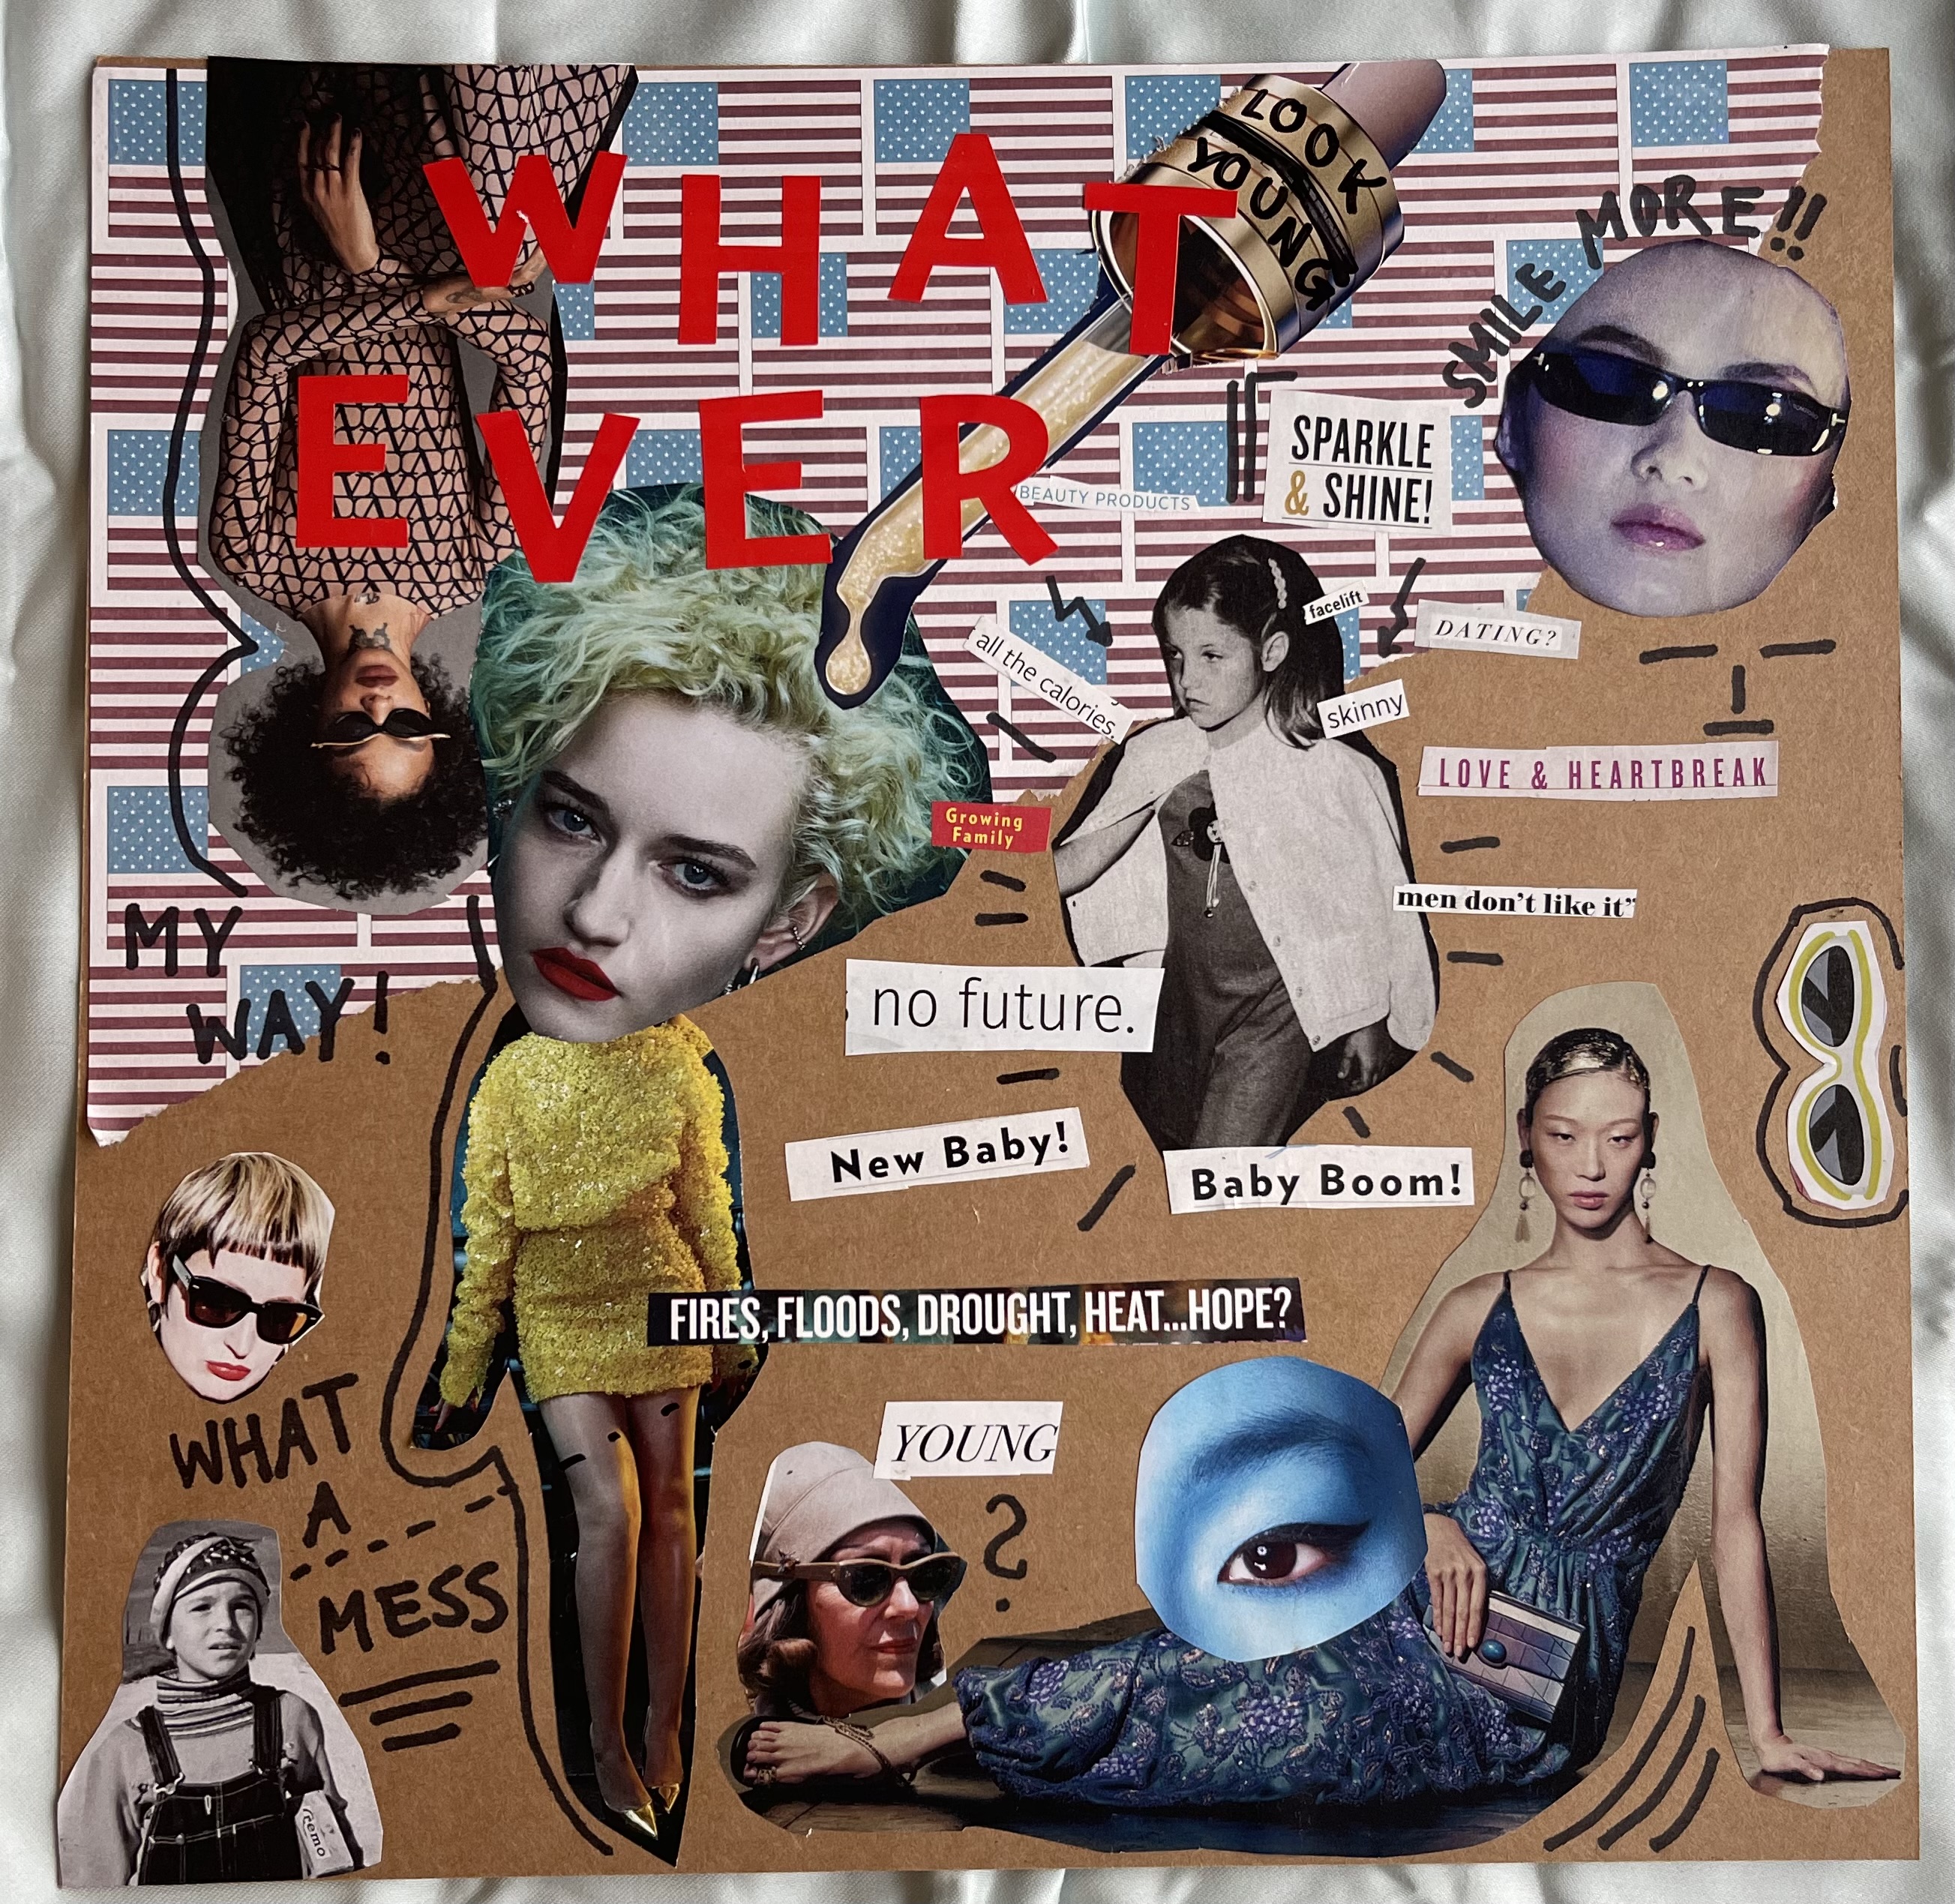 LOOK
YOUNG
WHAT
EVER
SMILE MORE!!
SPARKLE
& SHINE!
BEAUTY PRODUCTS
facelift
DATING?
all the calories.
skinny
LOVE & HEARTBREAK
Growing
Family
men don't like it"
MY
WAY!
no future.
New Baby!
Baby Boom!
FIRES, FLOODS, DROUGHT, HEAT...HOPE?
WHAT
A
MESS
YOUNG
?